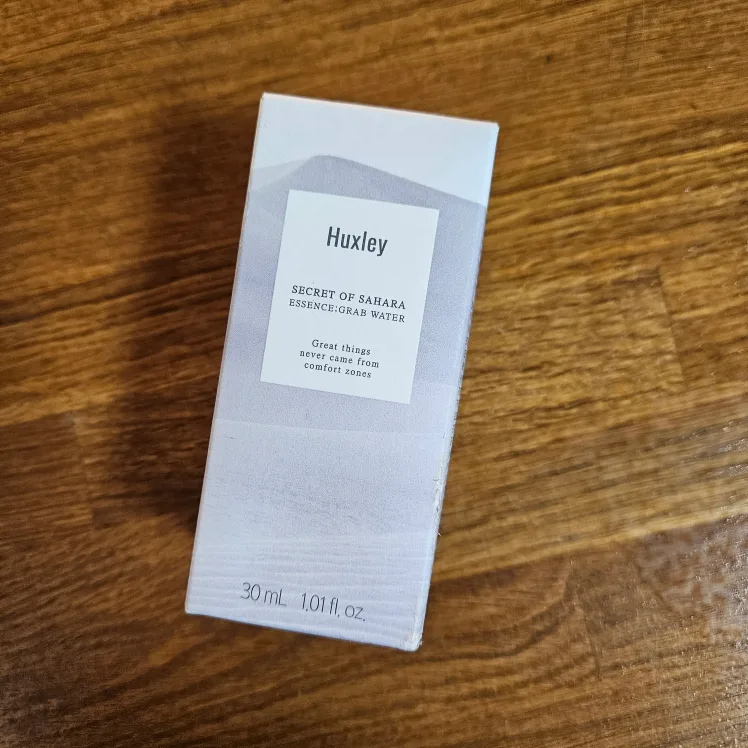 Huxley
SECRET OF SAHARA
ESSENCE:GRAB WATER
Great things
never came from
comfort zones
30 mL 1.01 fl. oz.